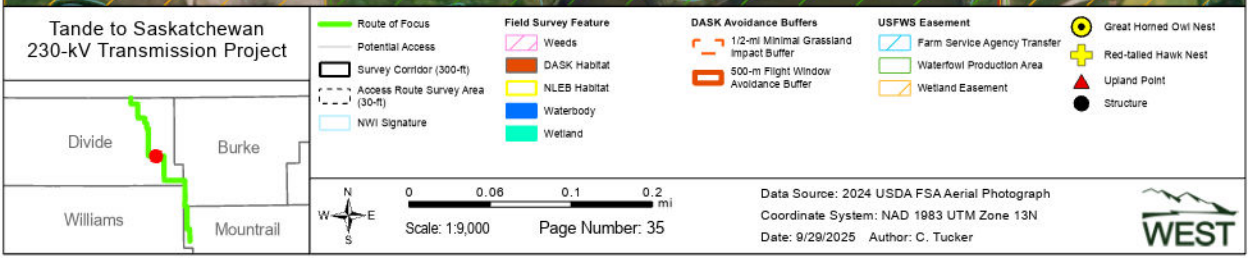 Tande to Saskatchewan
230-kV Transmission Project
Divide
Burke
Williams
Mountrail
Route of Focus
Potential Access
Survey Corridor (300-ft)
Access Route Survey Area
(30-ft)
NWI Signature
Field Survey Feature
Weeds
DASK Habitat
NLEB Habitat
Waterbody
Wetland
DASK Avoidance Buffers
1/2-mi Minimal Grassland
Impact Buffer
500-m Flight Window
Avoidance Buffer
USFWS Easement
Farm Service Agency Transfer
Waterfowl Production Area
Wetland Easement
Great Horned Owl Nest
Red-tailed Hawk Nest
Upland Point
Structure
N
W E
S
0 0.06 0.1 0.2
mi
Scale: 1:9,000 Page Number: 35
Data Source: 2024 USDA FSA Aerial Photograph
Coordinate System: NAD 1983 UTM Zone 13N
Date: 9/29/2025 Author: C. Tucker
WEST